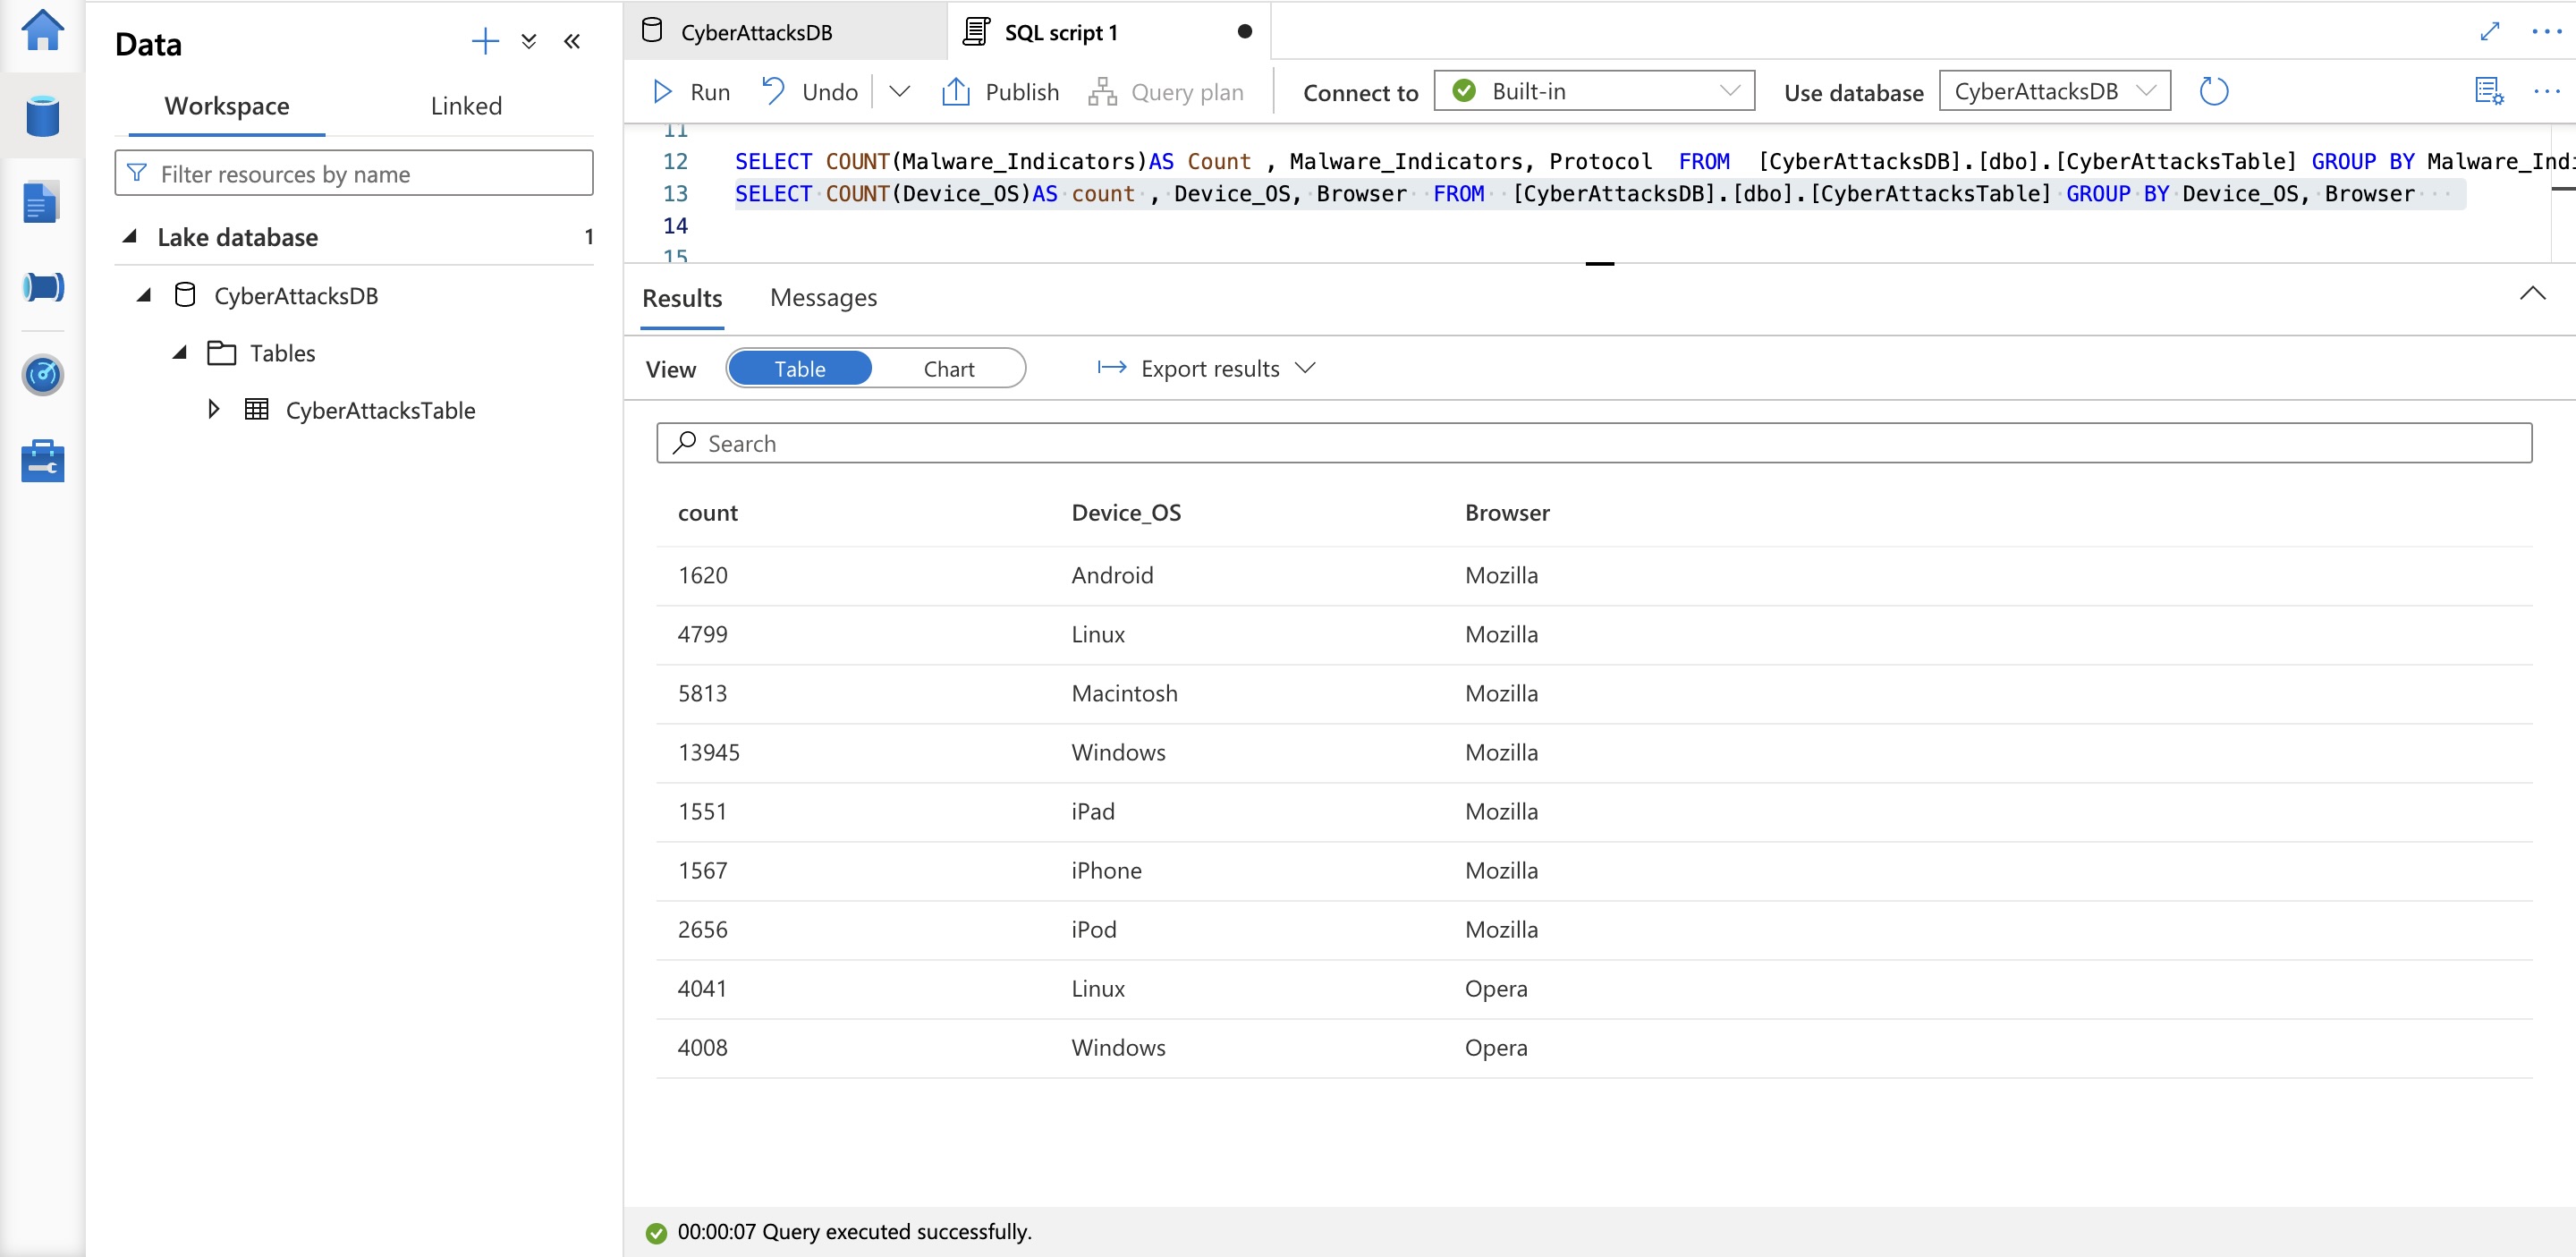 Data
Workspace
Linked
Filter resources by name
Lake database
1
CyberAttacksDB
Tables
CyberAttacksTable
CyberAttacksDB
SQL script 1
Run
Undo
Publish
Query plan
Connect to
Built-in
Use database
CyberAttacksDB
11
12 SELECT COUNT(Malware_Indicators)AS Count , Malware_Indicators, Protocol FROM [CyberAttacksDB].[dbo].[CyberAttacksTable] GROUP BY Malware_Indi
13 SELECT COUNT(Device_OS)AS count , Device_OS, Browser FROM [CyberAttacksDB].[dbo].[CyberAttacksTable] GROUP BY Device_OS, Browser
14
15
Results
Messages
View
Table
Chart
Export results
Search
count Device_OS Browser
1620 Android Mozilla
4799 Linux Mozilla
5813 Macintosh Mozilla
13945 Windows Mozilla
1551 iPad Mozilla
1567 iPhone Mozilla
2656 iPod Mozilla
4041 Linux Opera
4008 Windows Opera
00:00:07 Query executed successfully.